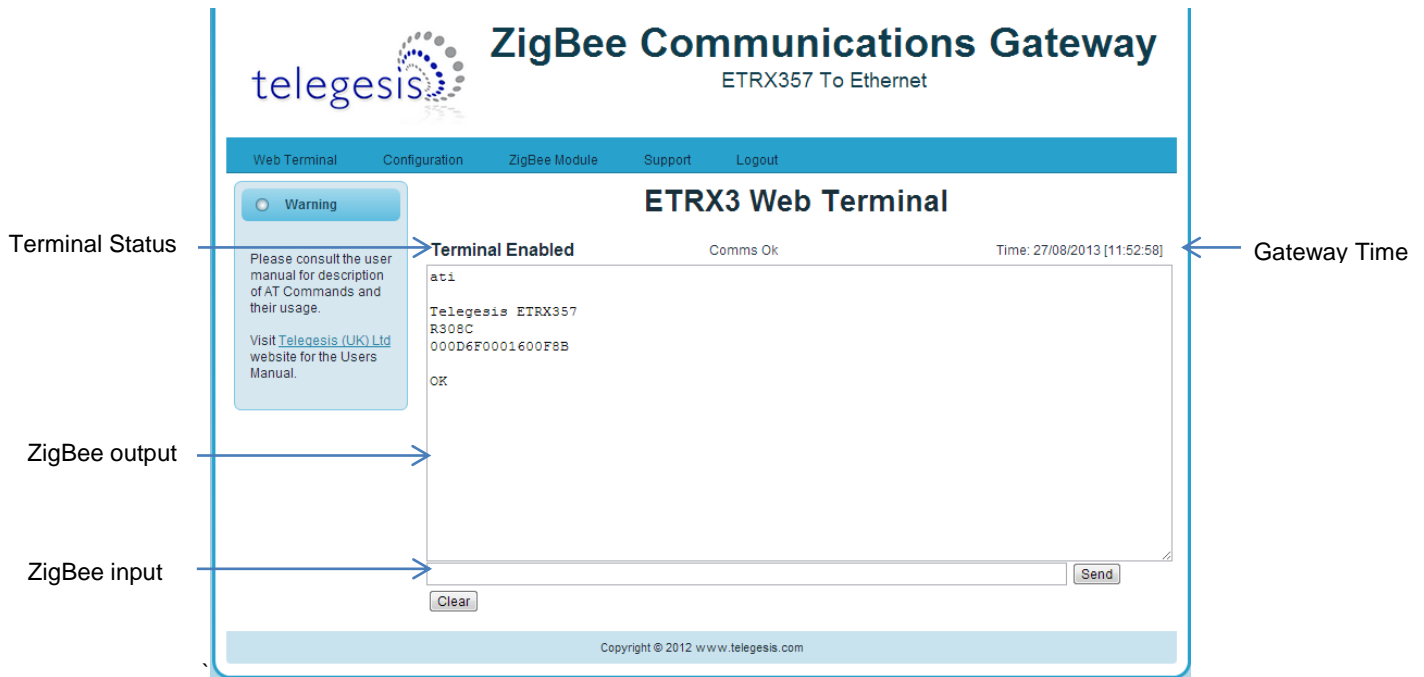 telegesis
ZigBee Communications Gateway
ETRX357 To Ethernet
Web Terminal Configuration ZigBee Module Support Logout
Warning
Please consult the user
manual for description
of AT Commands and
their usage.
Visit Telegesis (UK) Ltd
website for the Users
Manual.
ETRX3 Web Terminal
Terminal Status
Terminal Enabled Comms Ok Time: 27/08/2013 [11:52:58]
Gateway Time
ati
Telegesis ETRX357
R308C
000D6F0001600F8B
OK
ZigBee output
ZigBee input
Send
Clear
Copyright © 2012 www.telegesis.com
`